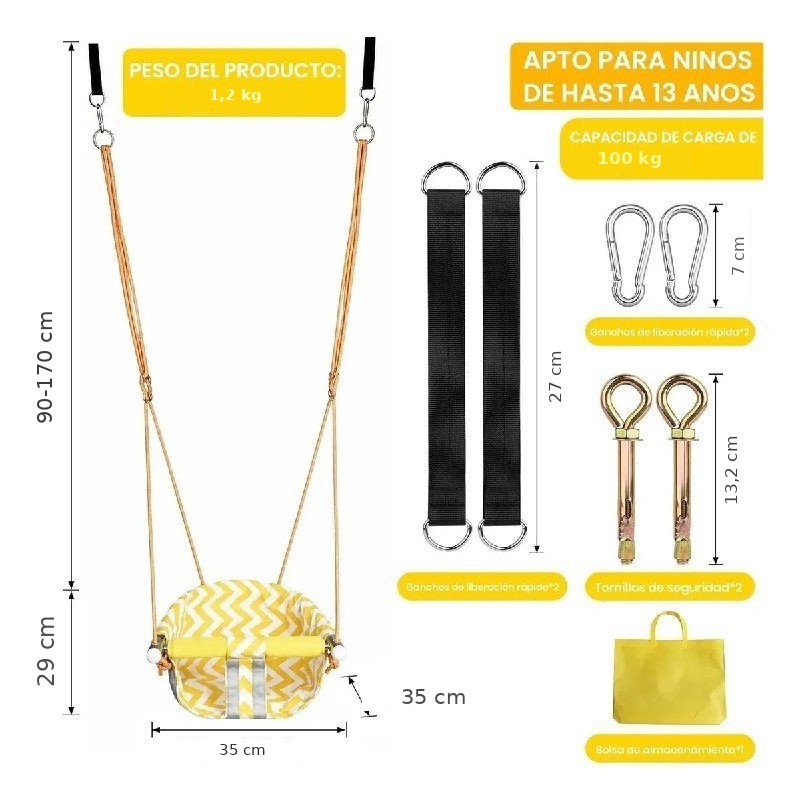 PESO DEL PRODUCTO:
1,2 kg
APTO PARA NINOS
DE HASTA 13 ANOS
CAPACIDAD DE CARGA DE
100 kg
7 cm
Ganchos de liberación rápida*2
90-170 cm
27 cm
13,2 cm
Ganchos de liberación rápida*2
Tornillos de seguridad*2
29 cm
35 cm
35 cm
Bolsa de almacenamiento*1